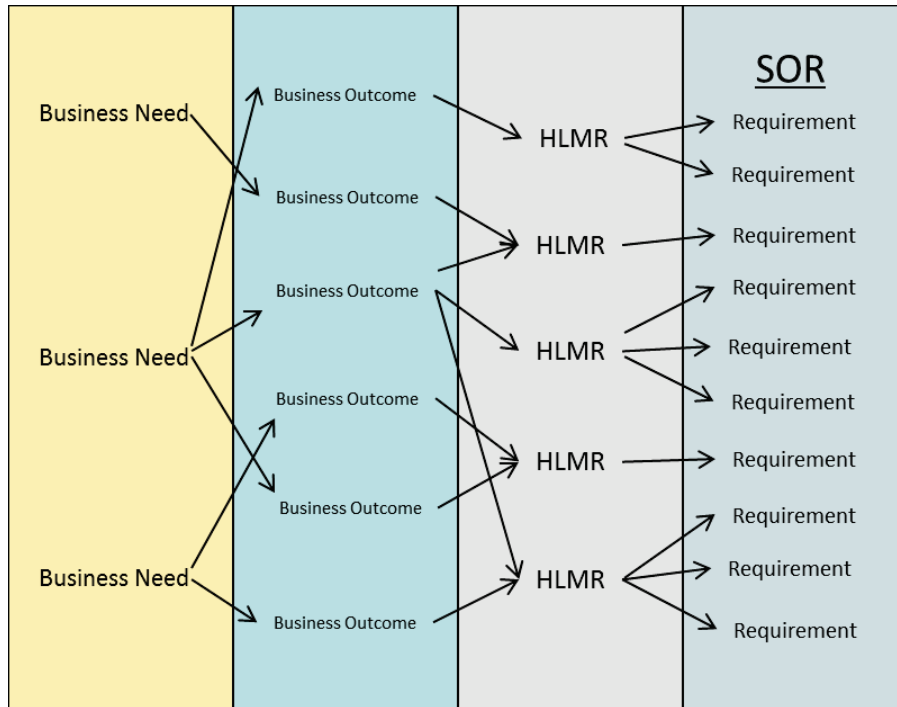 Business Need
Business Need
Business Need
Business Outcome
Business Outcome
Business Outcome
Business Outcome
Business Outcome
Business Outcome
HLMR
HLMR
HLMR
HLMR
HLMR
SOR
Requirement
Requirement
Requirement
Requirement
Requirement
Requirement
Requirement
Requirement
Requirement
Requirement